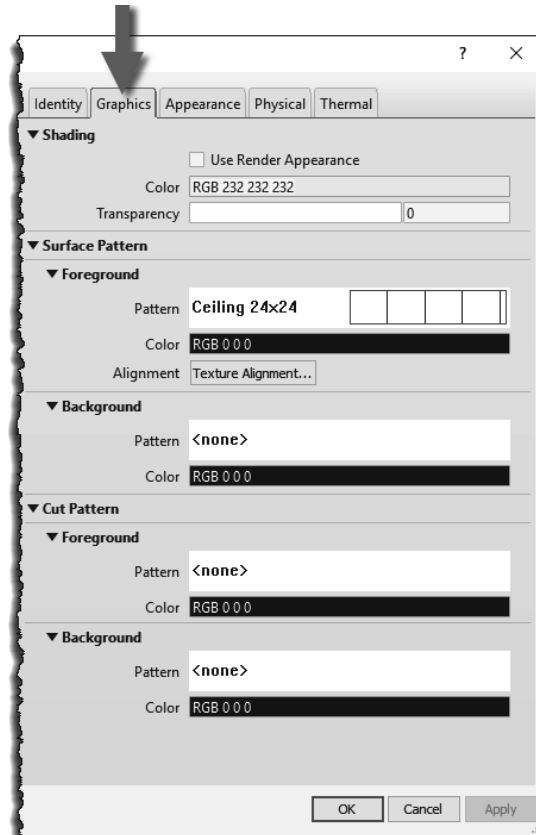 ?
Identity Graphics Appearance Physical Thermal
Shading
Use Render Appearance
Color RGB 232 232 232
Transparency 0
Surface Pattern
Foreground
Pattern Ceiling 24x24
Color RGB 0 0 0
Alignment Texture Alignment...
Background
Pattern <none>
Color RGB 0 0 0
Cut Pattern
Foreground
Pattern <none>
Color RGB 0 0 0
Background
Pattern <none>
Color RGB 0 0 0
OK Cancel Apply